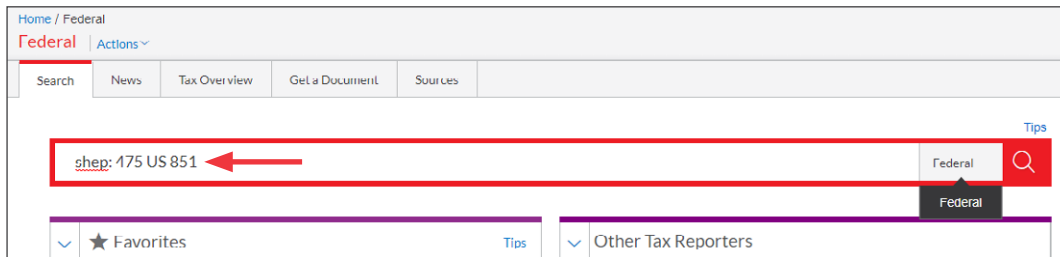 Home / Federal
Federal Actions
Search News Tax Overview Get a Document Sources
Tips
shep: 475 US 851 Federal
Federal
Favorites Tips Other Tax Reporters